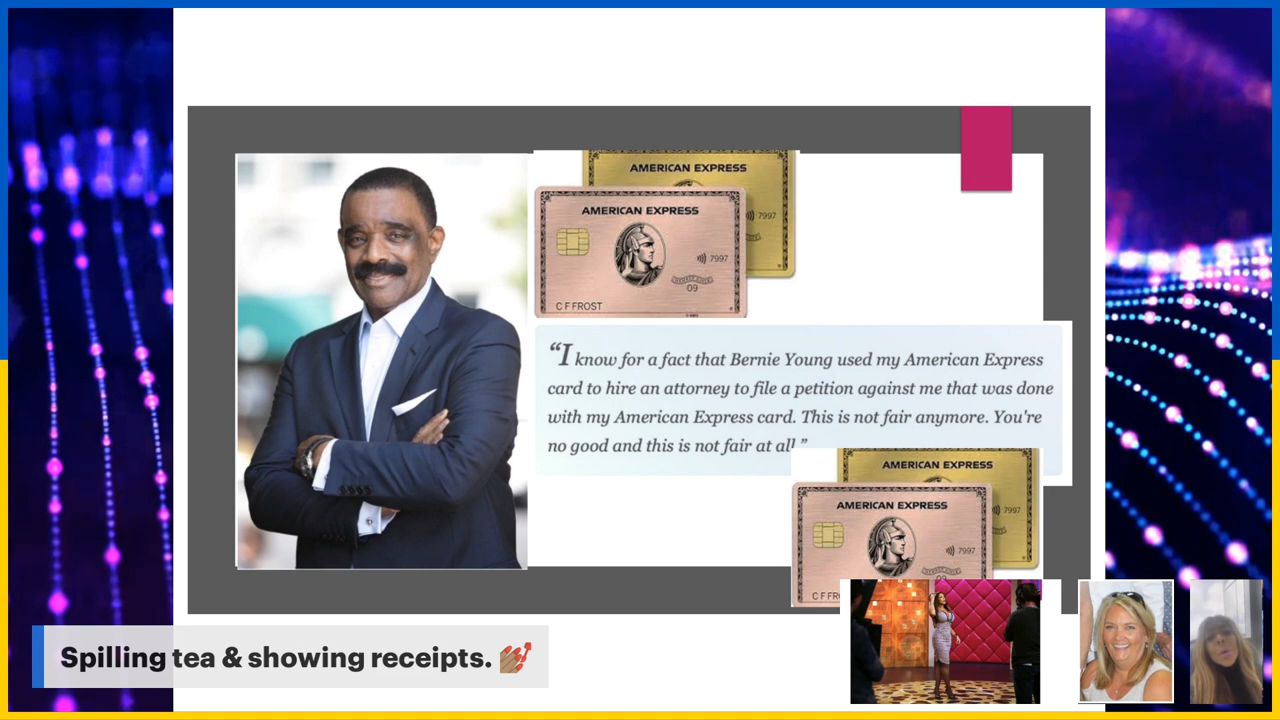 AMERICAN EXPRESS
7997
AMERICAN EXPRESS
7997
09
C F FROST
“I know for a fact that Bernie Young used my American Express
card to hire an attorney to file a petition against me that was done
with my American Express card. This is not fair anymore. You're
no good and this is not fair at all ”
AMERICAN EXPRESS
7997
AMERICAN EXPRESS
7997
C F FR
Spilling tea & showing receipts.